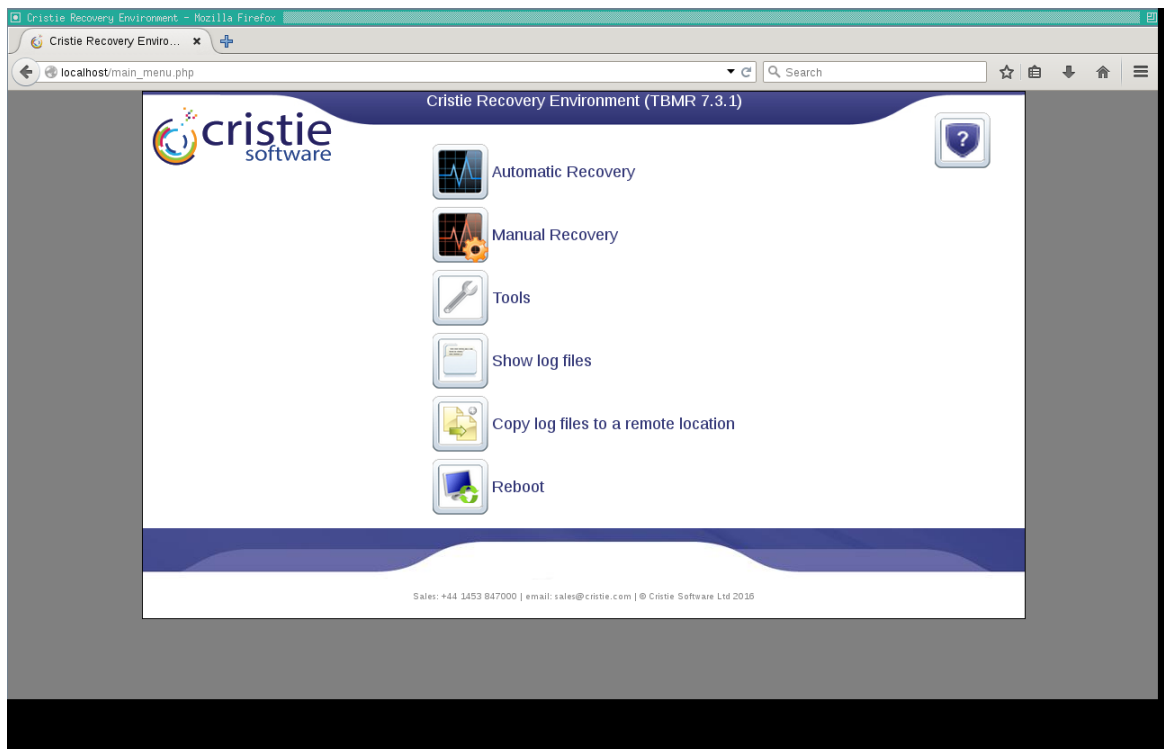 Cristie Recovery Environment - Mozilla Firefox
Cristie Recovery Enviro...
localhost/main_menu.php
Search
Cristie Recovery Environment (TBMR 7.3.1)
cristie
software
?
Automatic Recovery
Manual Recovery
Tools
Show log files
Copy log files to a remote location
Reboot
Sales: +44 1453 847000 | email: sales@cristie.com | © Cristie Software Ltd 2016